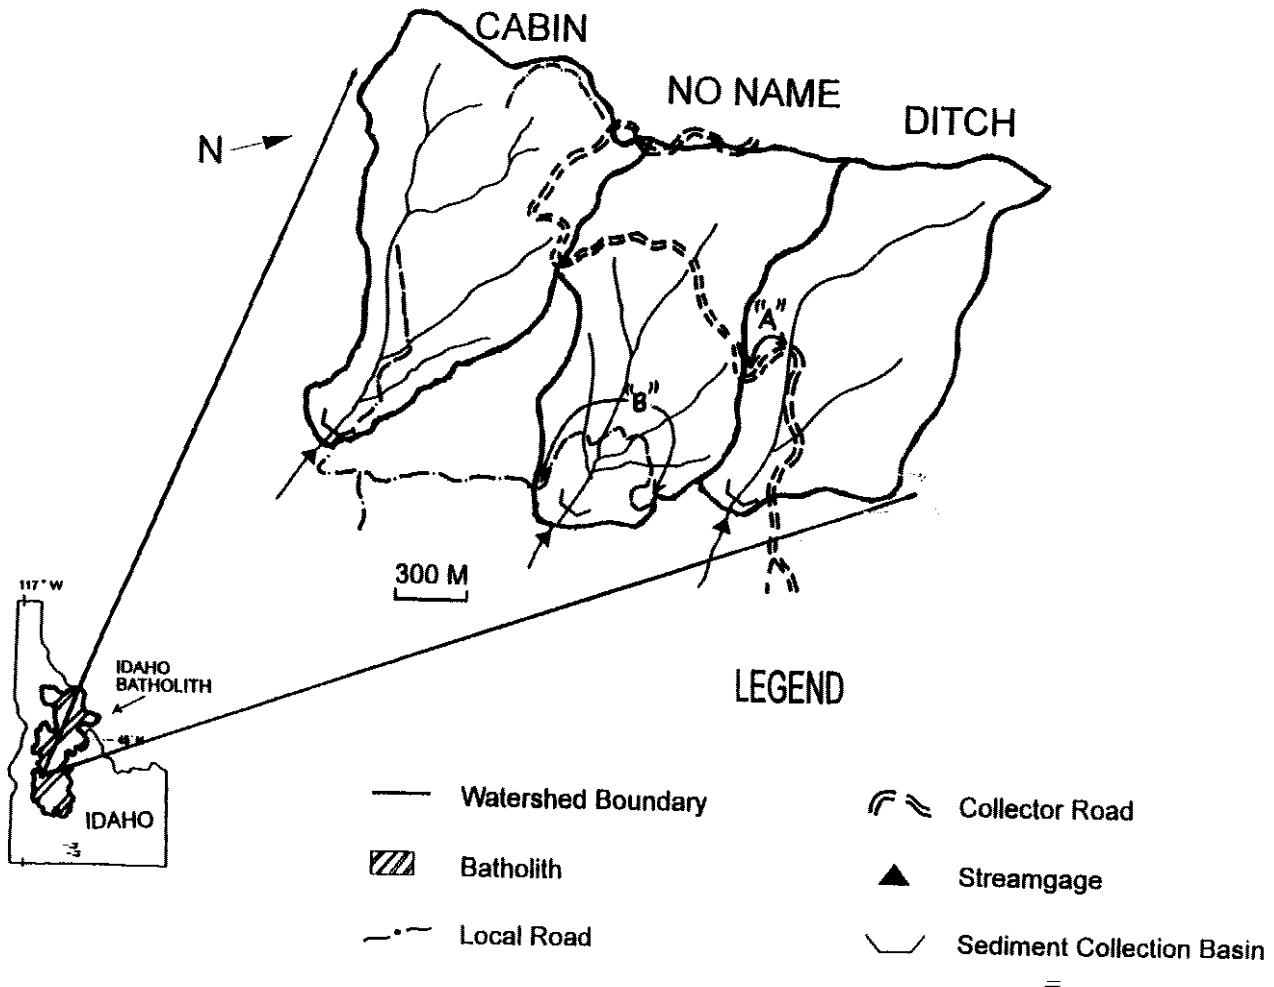 CABIN
NO NAME
DITCH
N
"A"
"B"
300 M
117° W
IDAHO
BATHOLITH
IDAHO
LEGEND
Watershed Boundary
Collector Road
Batholith
Streamgage
Local Road
Sediment Collection Basin